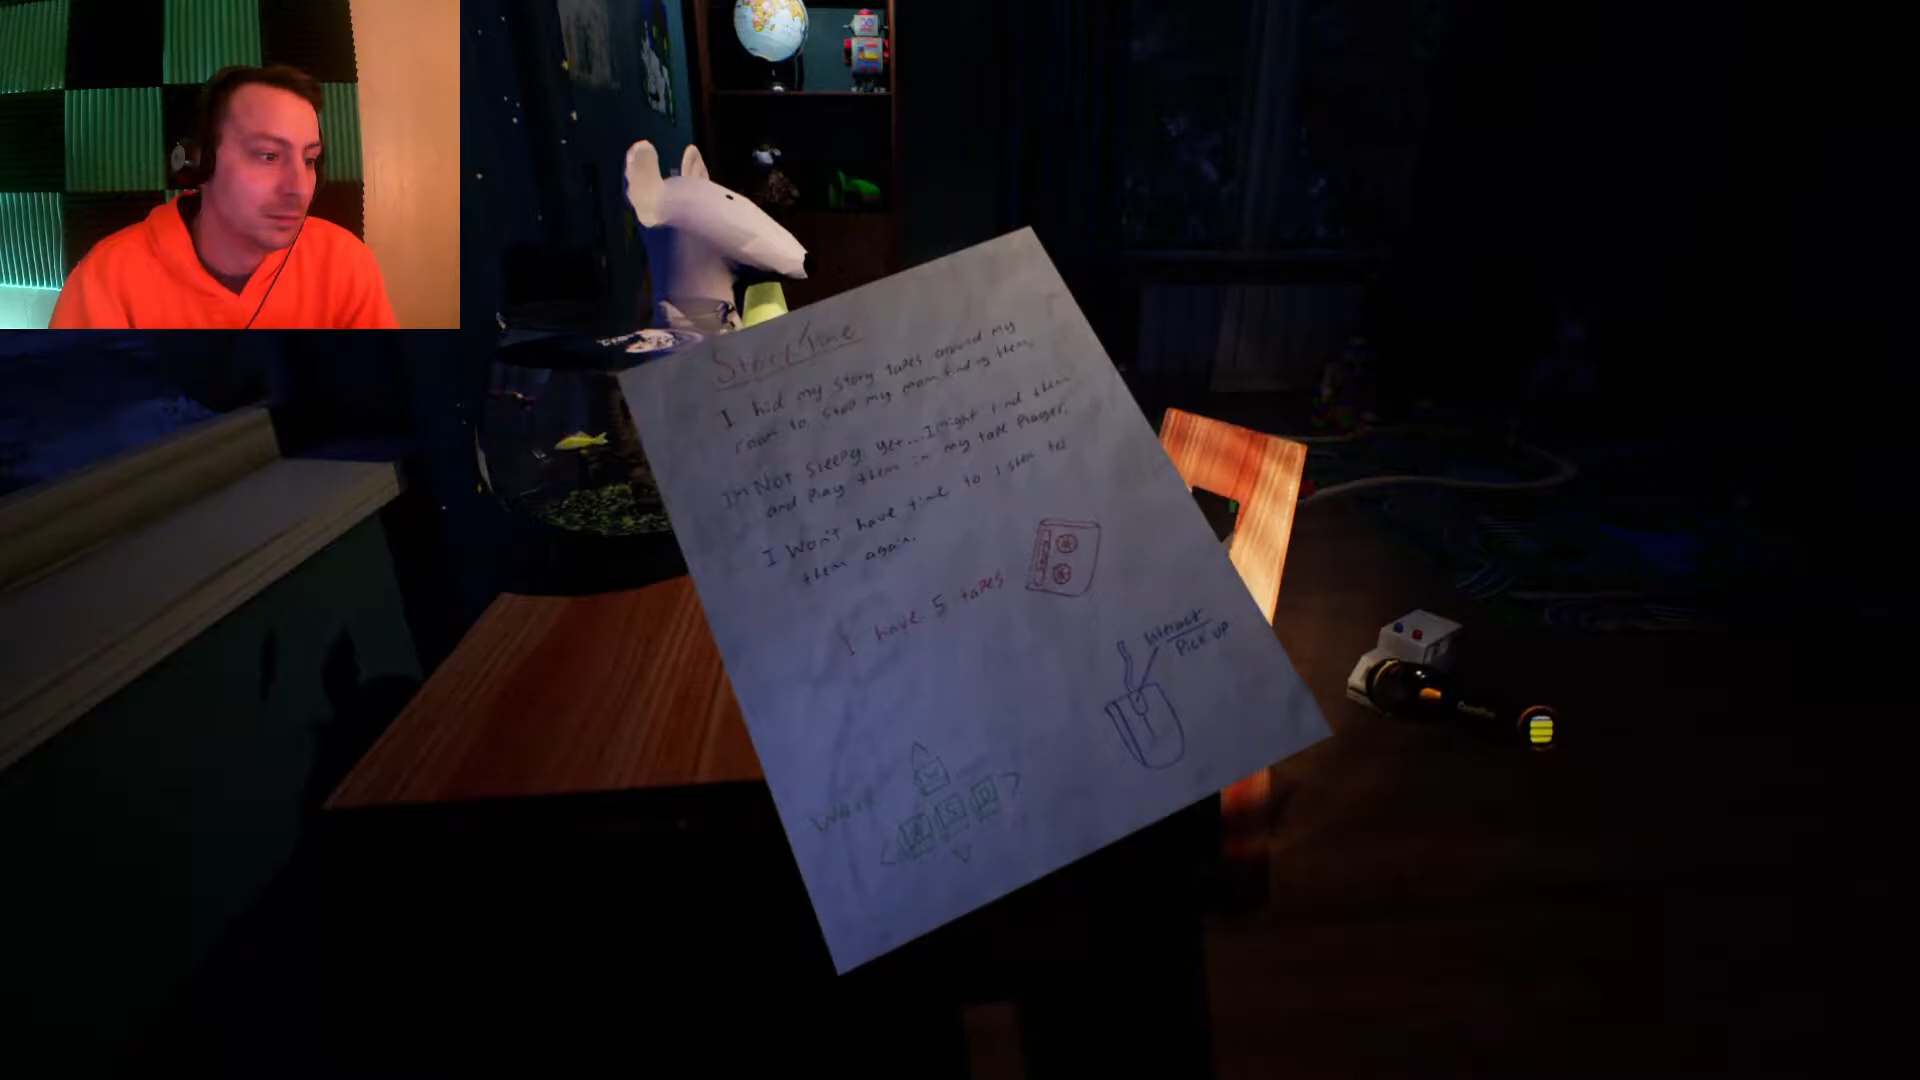 Story Time
I hid my story tapes around my
room to stop my mom finding them.
I'm Not sleepy yet...I might find them
and play them in my tape player.
I Won't have time to listen to
them again.
I have 5 tapes
Interact
Pick up
Walk
W
A S D